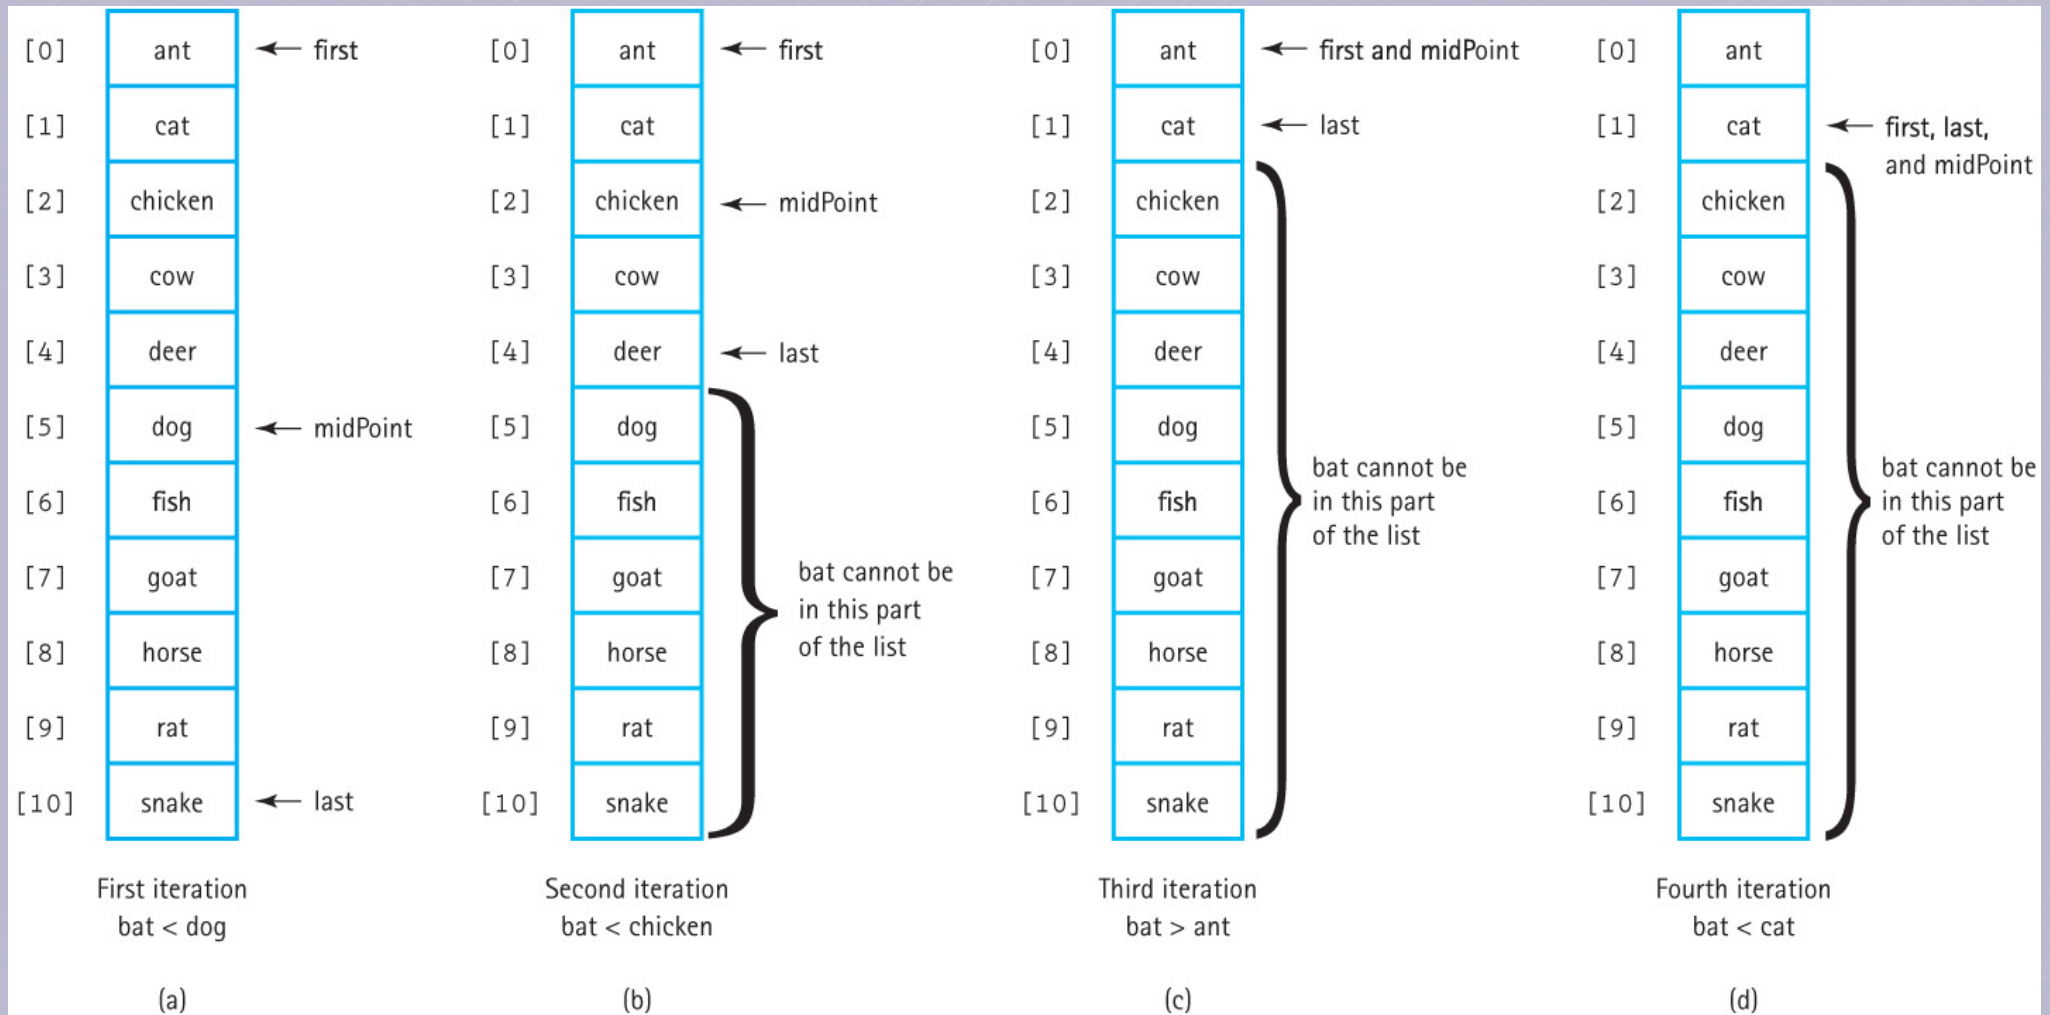 [0] ant first
[1] cat
[2] chicken
[3] cow
[4] deer
[5] dog midPoint
[6] fish
[7] goat
[8] horse
[9] rat
[10] snake last
First iteration
bat < dog
(a)
[0] ant first
[1] cat
[2] chicken midPoint
[3] cow
[4] deer last
[5] dog
[6] fish
[7] goat
[8] horse
[9] rat
[10] snake
bat cannot be
in this part
of the list
Second iteration
bat < chicken
(b)
[0] ant first and midPoint
[1] cat last
[2] chicken
[3] cow
[4] deer
[5] dog
[6] fish
[7] goat
[8] horse
[9] rat
[10] snake
bat cannot be
in this part
of the list
Third iteration
bat > ant
(c)
[0] ant
[1] cat first, last,
and midPoint
[2] chicken
[3] cow
[4] deer
[5] dog
[6] fish
[7] goat
[8] horse
[9] rat
[10] snake
bat cannot be
in this part
of the list
Fourth iteration
bat < cat
(d)